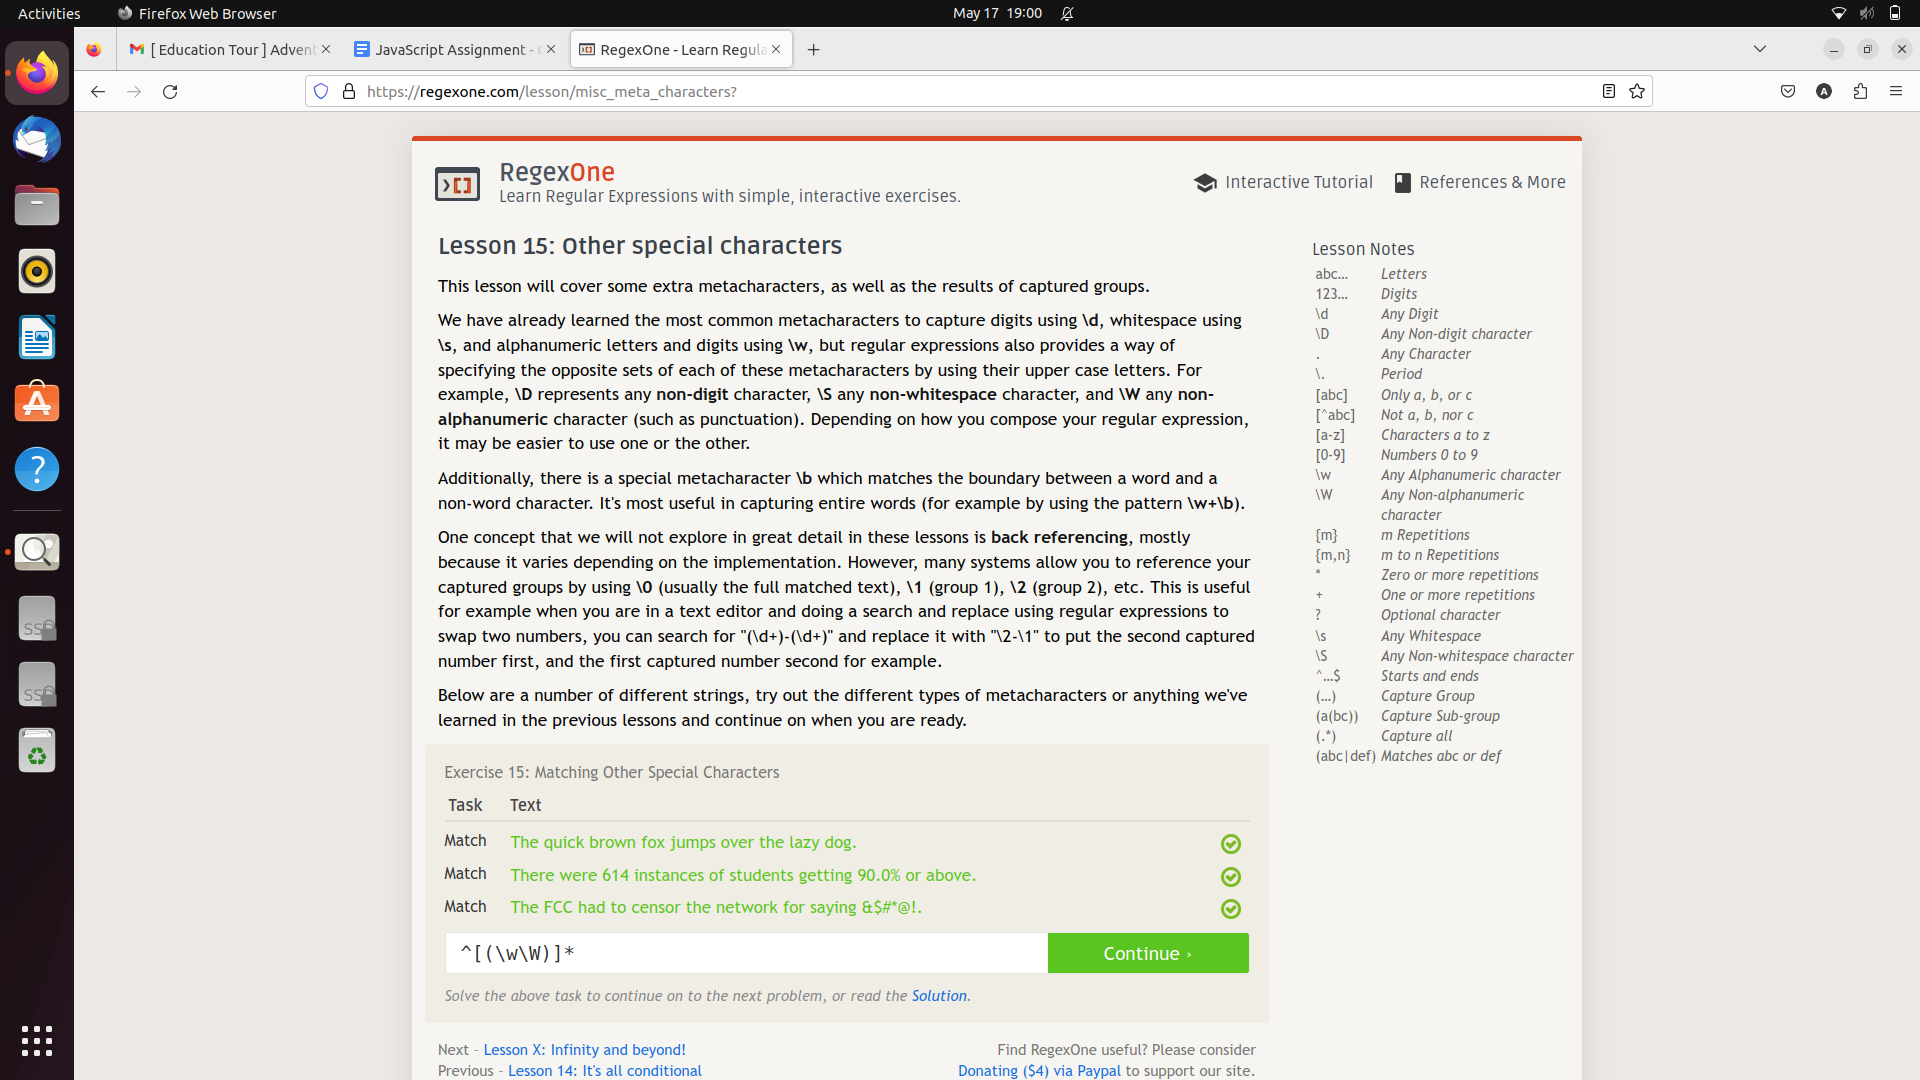 Activities
Firefox Web Browser
May 17 19:00
[ Education Tour ] Advent
JavaScript Assignment -
RegexOne - Learn Regula
https://regexone.com/lesson/misc_meta_characters?
A
RegexOne
Learn Regular Expressions with simple, interactive exercises.
Interactive Tutorial
References & More
Lesson 15: Other special characters
This lesson will cover some extra metacharacters, as well as the results of captured groups.
We have already learned the most common metacharacters to capture digits using \d, whitespace using
\s, and alphanumeric letters and digits using \w, but regular expressions also provides a way of
specifying the opposite sets of each of these metacharacters by using their upper case letters. For
example, \D represents any non-digit character, \S any non-whitespace character, and \W any non-
alphanumeric character (such as punctuation). Depending on how you compose your regular expression,
it may be easier to use one or the other.
Additionally, there is a special metacharacter \b which matches the boundary between a word and a
non-word character. It's most useful in capturing entire words (for example by using the pattern \w+\b).
One concept that we will not explore in great detail in these lessons is back referencing, mostly
because it varies depending on the implementation. However, many systems allow you to reference your
captured groups by using \0 (usually the full matched text), \1 (group 1), \2 (group 2), etc. This is useful
for example when you are in a text editor and doing a search and replace using regular expressions to
swap two numbers, you can search for "(\d+)-(\d+)" and replace it with "\2-\1" to put the second captured
number first, and the first captured number second for example.
Below are a number of different strings, try out the different types of metacharacters or anything we've
learned in the previous lessons and continue on when you are ready.
Exercise 15: Matching Other Special Characters
Task Text
Match The quick brown fox jumps over the lazy dog.
Match There were 614 instances of students getting 90.0% or above.
Match The FCC had to censor the network for saying &$#*@!.
^[(\w\W)]*
Continue ›
Solve the above task to continue on to the next problem, or read the Solution.
Next - Lesson X: Infinity and beyond!
Previous - Lesson 14: It's all conditional
Find RegexOne useful? Please consider
Donating ($4) via Paypal to support our site.
Lesson Notes
abc… Letters
123… Digits
\d Any Digit
\D Any Non-digit character
. Any Character
\. Period
[abc] Only a, b, or c
[^abc] Not a, b, nor c
[a-z] Characters a to z
[0-9] Numbers 0 to 9
\w Any Alphanumeric character
\W Any Non-alphanumeric
character
{m} m Repetitions
{m,n} m to n Repetitions
* Zero or more repetitions
+ One or more repetitions
? Optional character
\s Any Whitespace
\S Any Non-whitespace character
^…$ Starts and ends
(…) Capture Group
(a(bc)) Capture Sub-group
(.*) Capture all
(abc|def) Matches abc or def